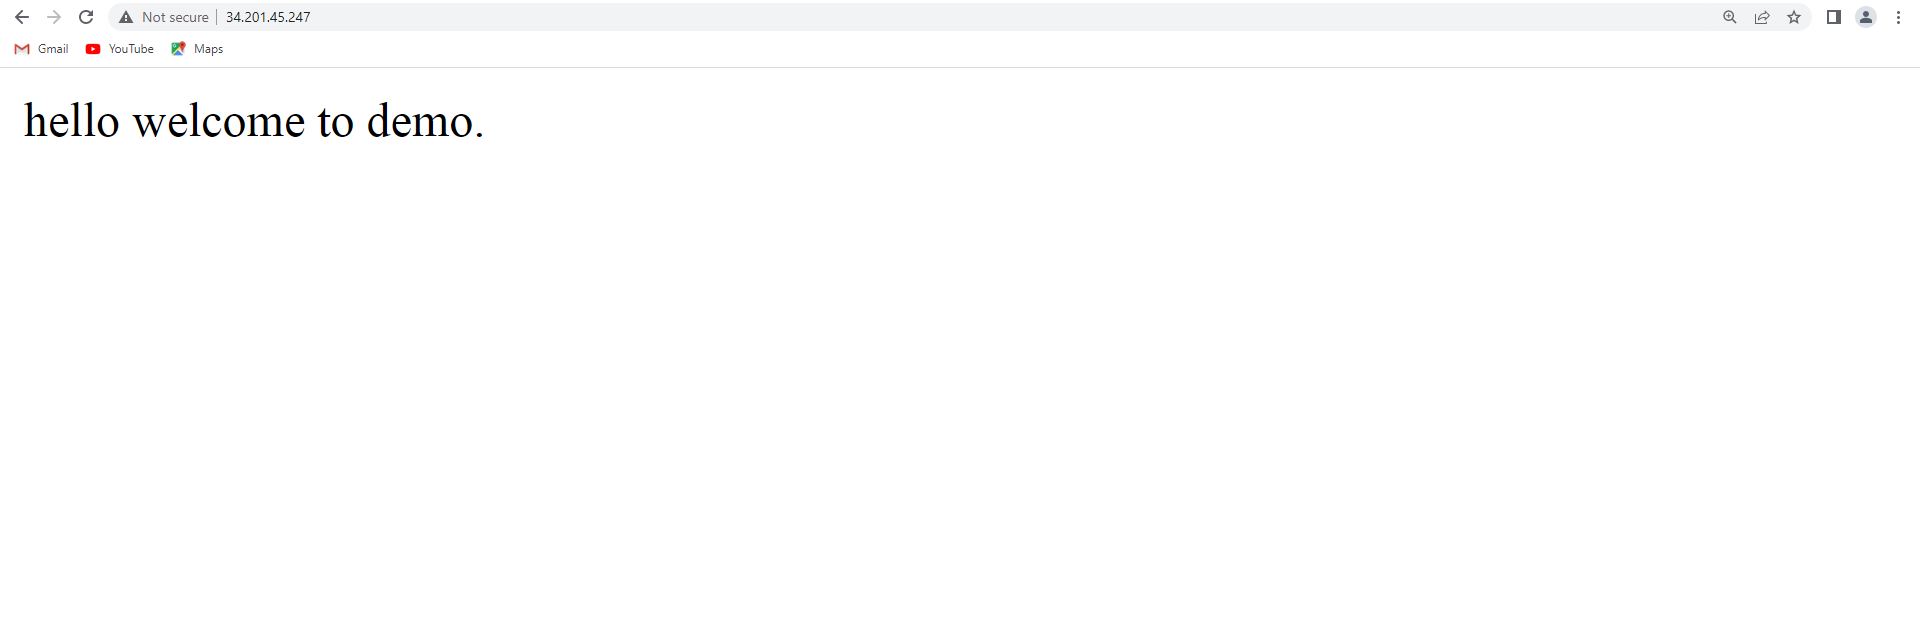 Not secure 34.201.45.247
Gmail YouTube Maps
hello welcome to demo.